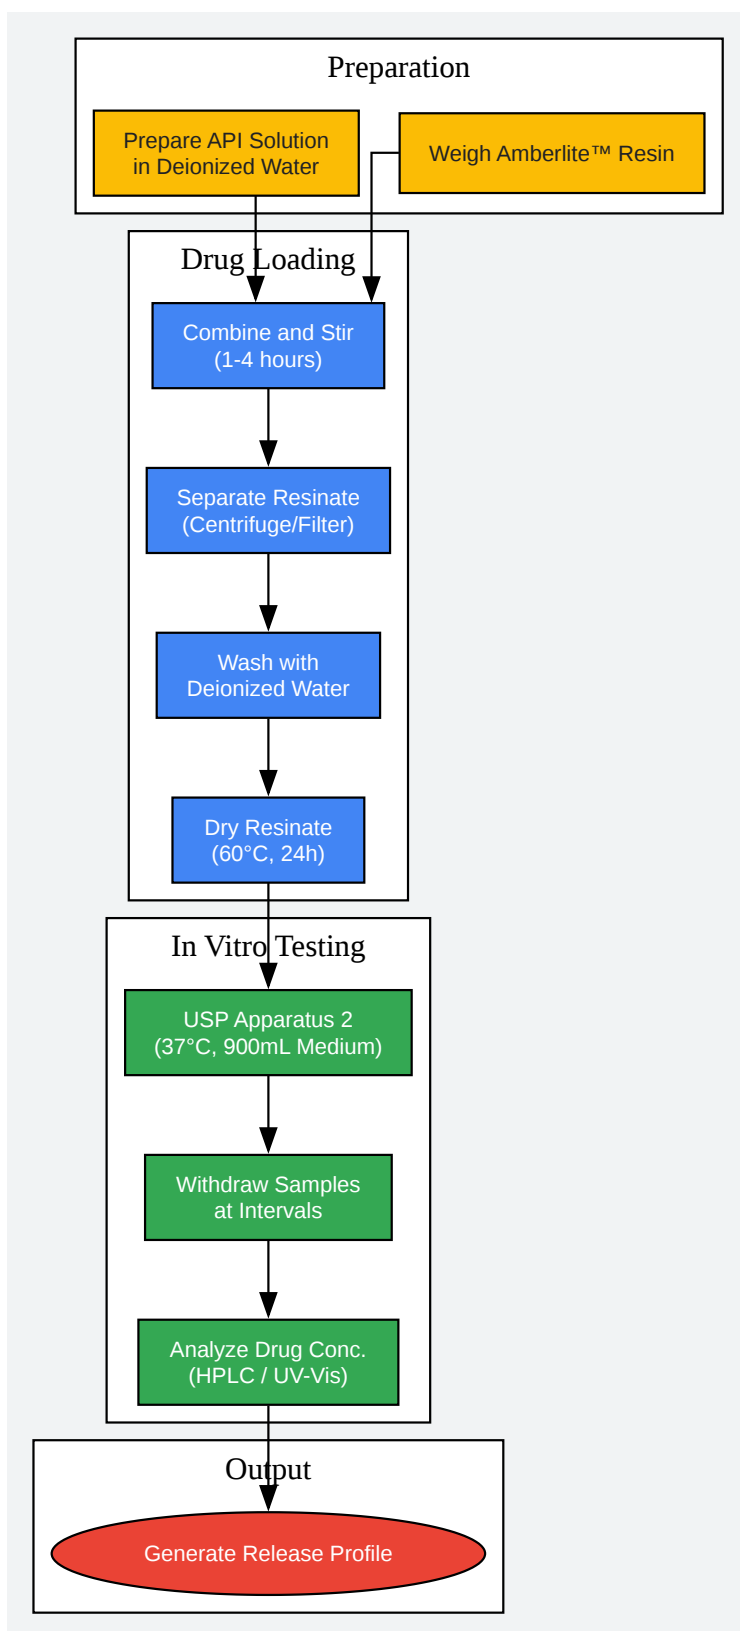 Preparation
Prepare API Solution
in Deionized Water
Weigh Amberlite™ Resin
Drug Loading
Combine and Stir
(1-4 hours)
Separate Resinate
(Centrifuge/Filter)
Wash with
Deionized Water
Dry Resinate
(60°C, 24h)
In Vitro Testing
USP Apparatus 2
(37°C, 900mL Medium)
Withdraw Samples
at Intervals
Analyze Drug Conc.
(HPLC / UV-Vis)
Output
Generate Release Profile